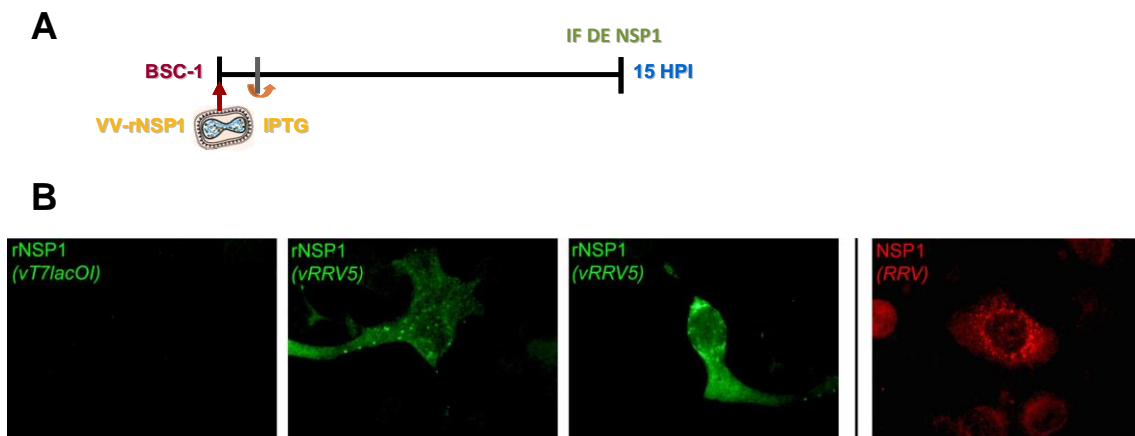 A
IF DE NSP1
BSC-1
15 HPI
VV-rNSP1
IPTG
B
rNSP1
(vT7lacOI)
rNSP1
(vRRV5)
rNSP1
(vRRV5)
NSP1
(RRV)